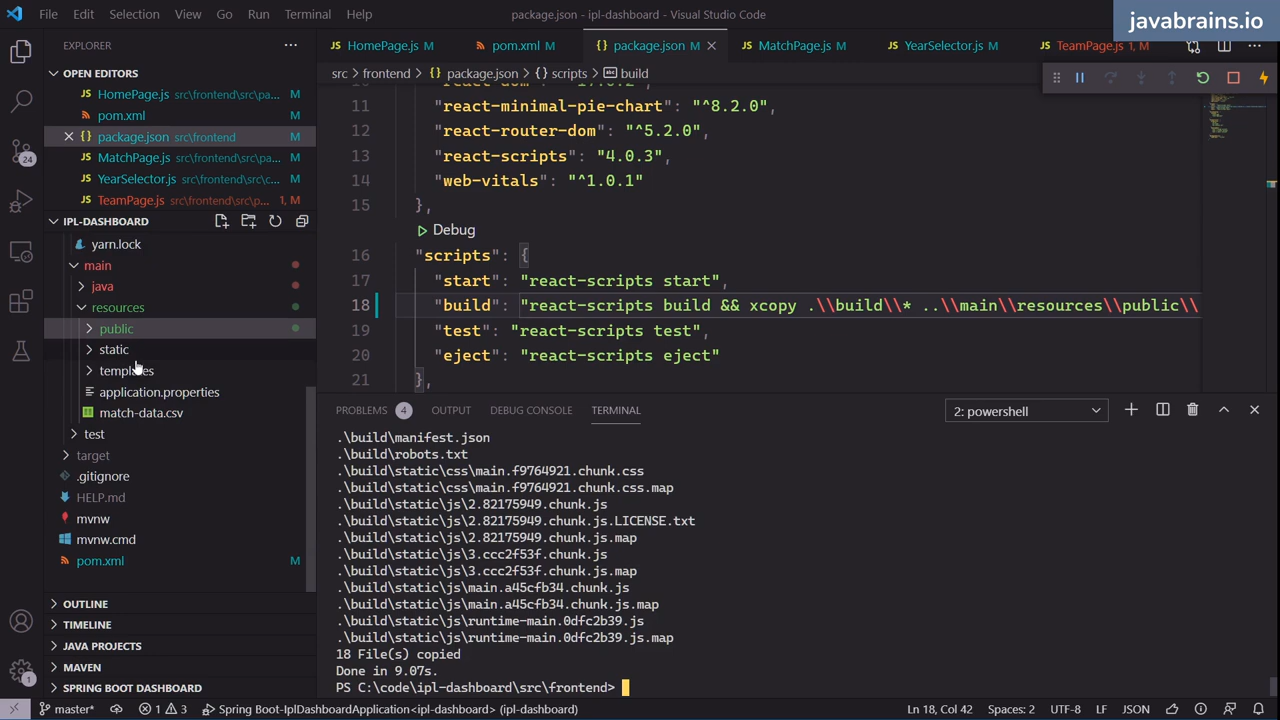 File Edit Selection View Go Run Terminal Help
package.json - ipl-dashboard - Visual Studio Code
javabrains.io
EXPLORER
OPEN EDITORS
HomePage.js src\frontend\src\pa... M
pom.xml M
package.json src\frontend M
MatchPage.js src\frontend\src\pa... M
YearSelector.js src\frontend\src\c... M
TeamPage.js src\frontend\src\p... 1, M
24
IPL-DASHBOARD
yarn.lock
main
java
resources
public
static
templates
application.properties
match-data.csv
test
target
.gitignore
HELP.md
mvnw
mvnw.cmd
pom.xml M
OUTLINE
TIMELINE
JAVA PROJECTS
MAVEN
SPRING BOOT DASHBOARD
1
JS HomePage.js M
pom.xml M
{} package.json M
JS MatchPage.js M
JS YearSelector.js M
JS TeamPage.js 1, M
src > frontend > {} package.json > {} scripts > abc build
11 "react-minimal-pie-chart": "^8.2.0",
12 "react-router-dom": "^5.2.0",
13 "react-scripts": "4.0.3",
14 "web-vitals": "^1.0.1"
15 },
Debug
16 "scripts": {
17 "start": "react-scripts start",
18 "build": "react-scripts build && xcopy .\\build\\* ..\\main\\resources\\public\\
19 "test": "react-scripts test",
20 "eject": "react-scripts eject"
21 },
PROBLEMS 4 OUTPUT DEBUG CONSOLE TERMINAL
2: powershell
.\build\manifest.json
.\build\robots.txt
.\build\static\css\main.f9764921.chunk.css
.\build\static\css\main.f9764921.chunk.css.map
.\build\static\js\2.82175949.chunk.js
.\build\static\js\2.82175949.chunk.js.LICENSE.txt
.\build\static\js\2.82175949.chunk.js.map
.\build\static\js\3.ccc2f53f.chunk.js
.\build\static\js\3.ccc2f53f.chunk.js.map
.\build\static\js\main.a45cfb34.chunk.js
.\build\static\js\main.a45cfb34.chunk.js.map
.\build\static\js\runtime-main.0dfc2b39.js
.\build\static\js\runtime-main.0dfc2b39.js.map
18 File(s) copied
Done in 9.07s.
PS C:\code\ipl-dashboard\src\frontend>
master* 1 3 Spring Boot-IplDashboardApplication<ipl-dashboard> (ipl-dashboard) Ln 18, Col 42 Spaces: 2 UTF-8 LF JSON